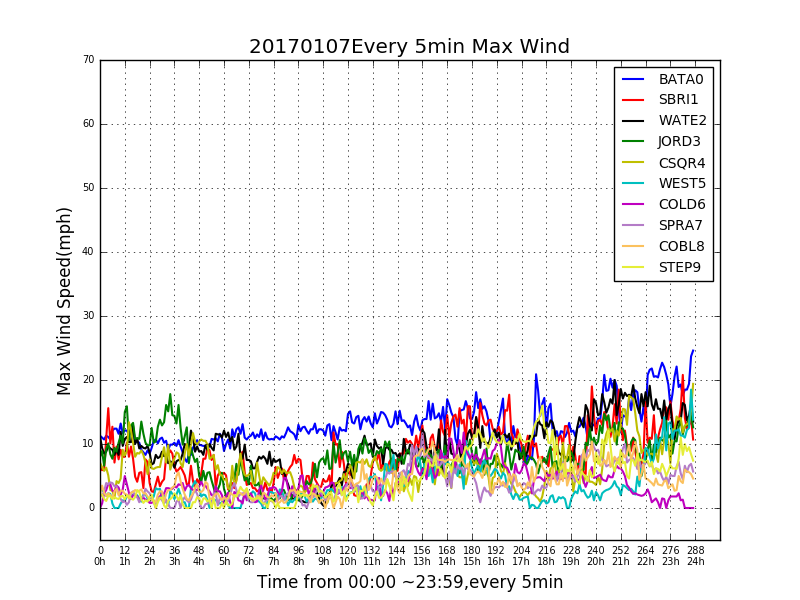 20170107Every 5min Max Wind
Max Wind Speed(mph)
70
60
50
40
30
20
10
0
BATA0
SBRI1
WATE2
JORD3
CSQR4
WEST5
COLD6
SPRA7
COBL8
STEP9
0 12 24 36 48 60 72 84 96 108 120 132 144 156 168 180 192 204 216 228 240 252 264 276 288
0h 1h 2h 3h 4h 5h 6h 7h 8h 9h 10h 11h 12h 13h 14h 15h 16h 17h 18h 19h 20h 21h 22h 23h 24h
Time from 00:00 ~23:59,every 5min